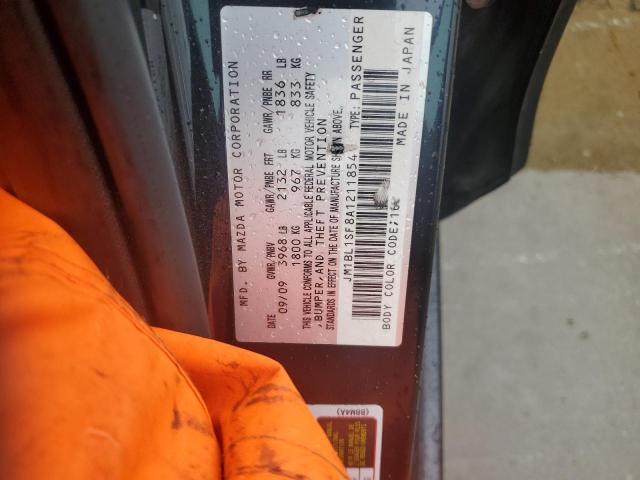 MFD. BY MAZDA MOTOR CORPORATION
DATE GVWR/PNBV GAWR/PNBE FRT GAWR/PNBE RR
09/09 3968 LB 2132 LB 1836 LB
1800 KG 967 KG 833 KG
THIS VEHICLE CONFORMS TO ALL APPLICABLE FEDERAL MOTOR VEHICLE SAFETY
,BUMPER,AND THEFT PREVENTION
STANDARDS IN EFFECT ON THE DATE OF MANUFACTURE SHOWN ABOVE.
JM1BL1SF8A1211854 TYPE: PASSENGER
BODY COLOR CODE; MADE IN JAPAN
(BBM4A)